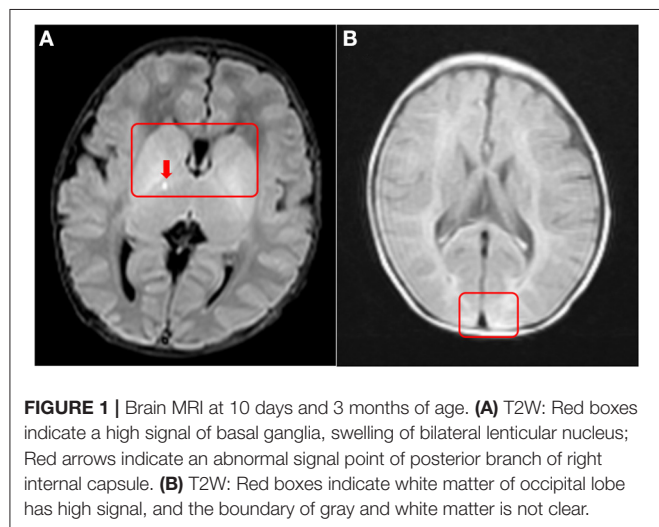 A
B
FIGURE 1 | Brain MRI at 10 days and 3 months of age. (A) T2W: Red boxes
indicate a high signal of basal ganglia, swelling of bilateral lenticular nucleus;
Red arrows indicate an abnormal signal point of posterior branch of right
internal capsule. (B) T2W: Red boxes indicate white matter of occipital lobe
has high signal, and the boundary of gray and white matter is not clear.